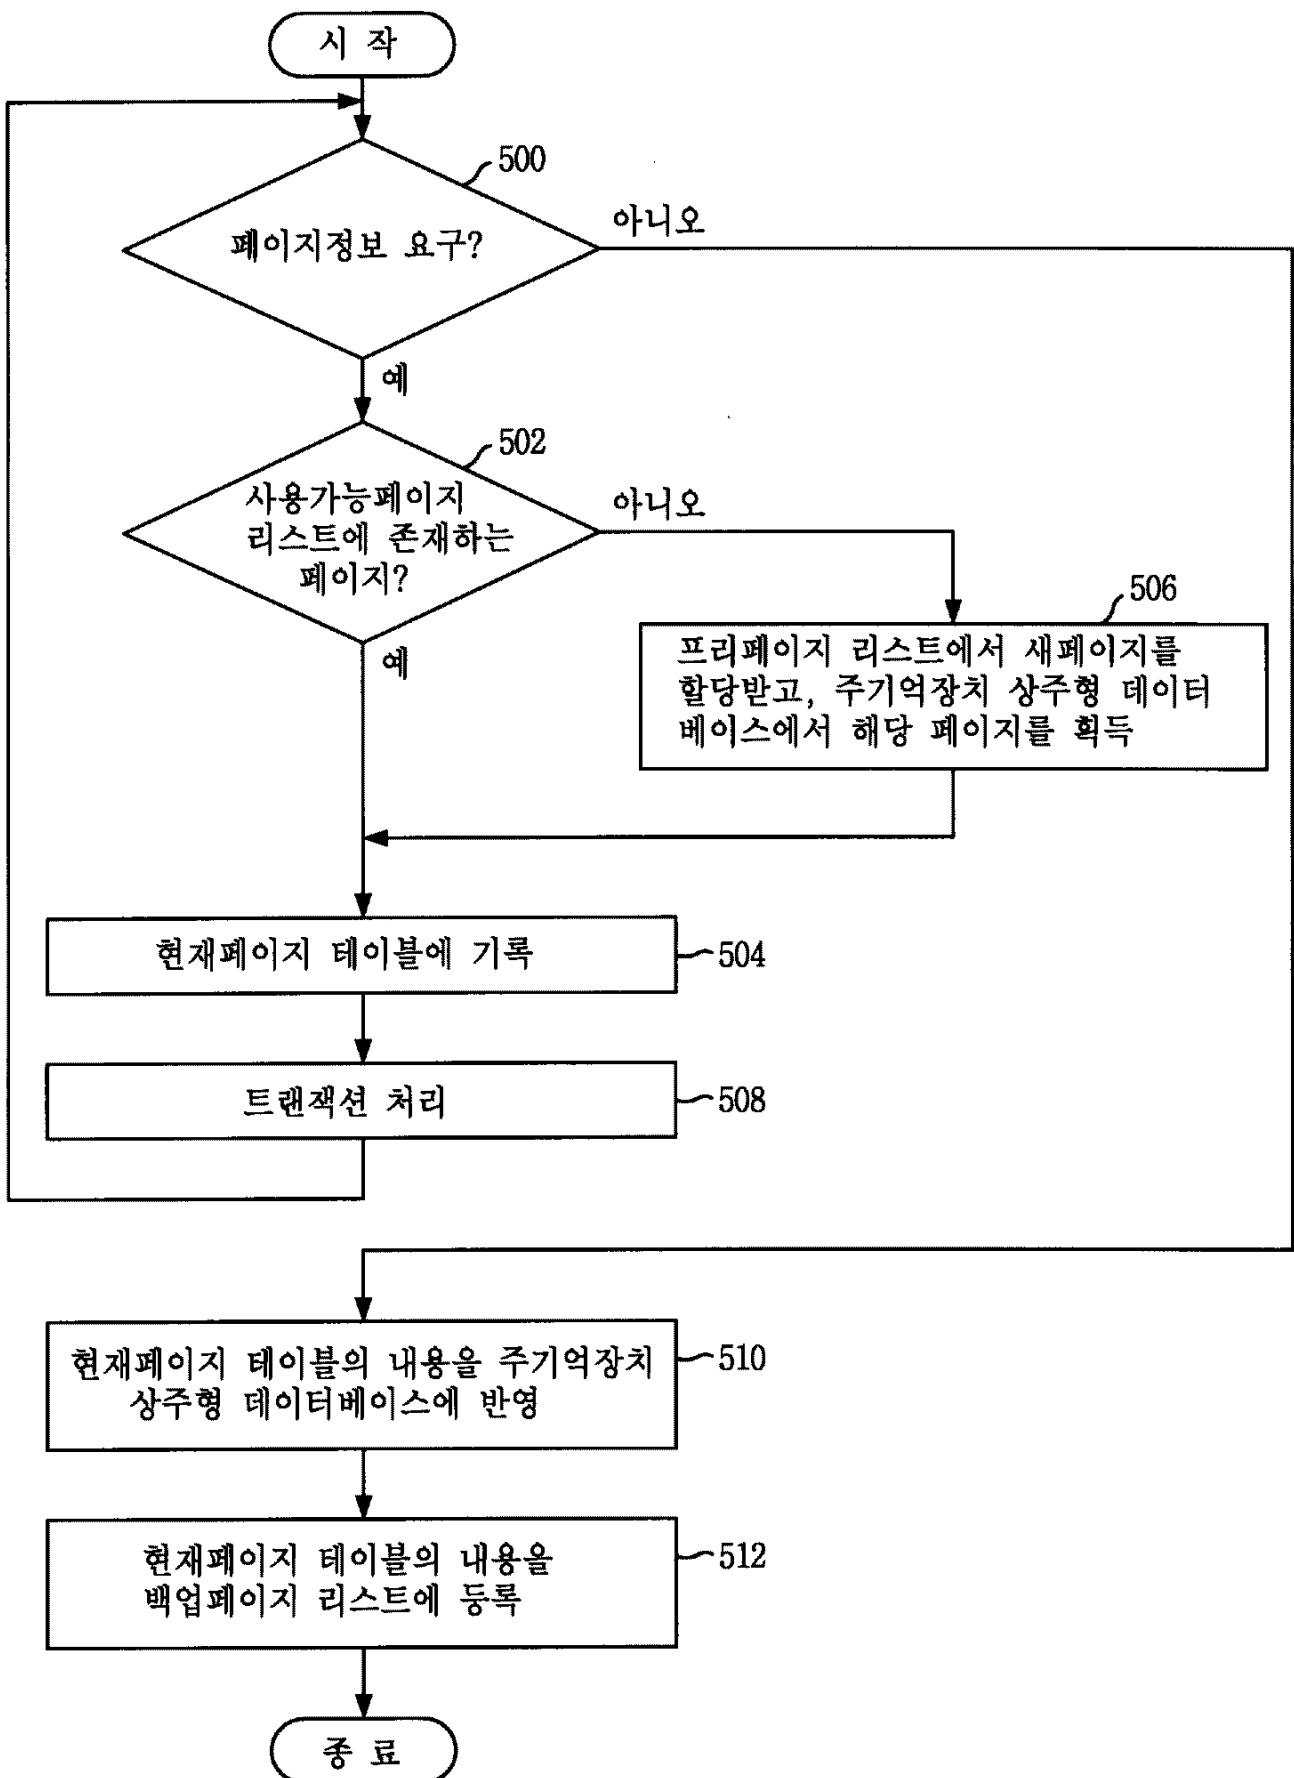 시 작
500
페이지정보 요구?
아니오
예
502
사용가능페이지
리스트에 존재하는
페이지?
아니오
예
506
프리페이지 리스트에서 새페이지를
할당받고, 주기억장치 상주형 데이터
베이스에서 해당 페이지를 획득
현재페이지 테이블에 기록
504
트랜잭션 처리
508
현재페이지 테이블의 내용을 주기억장치
상주형 데이터베이스에 반영
510
현재페이지 테이블의 내용을
백업페이지 리스트에 등록
512
종 료